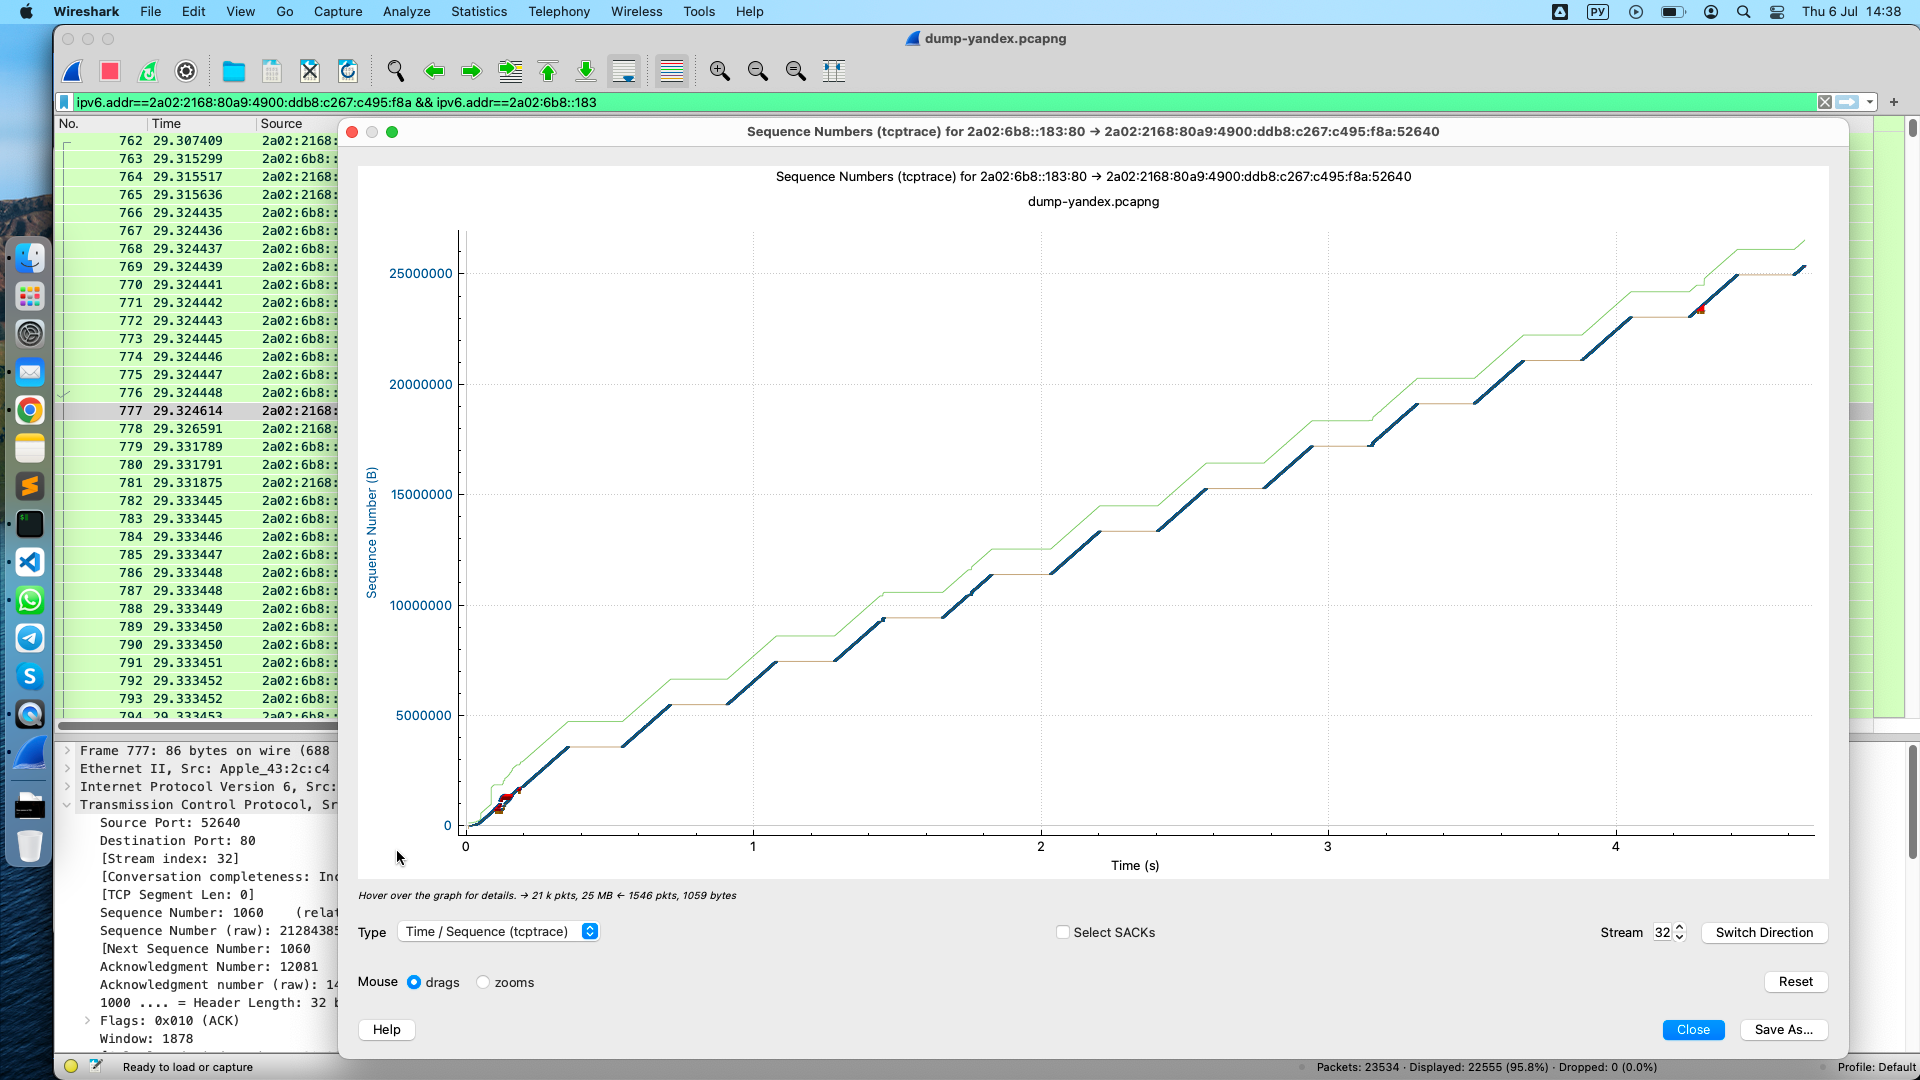 Wireshark File Edit View Go Capture Analyze Statistics Telephony Wireless Tools Help РУ Thu 6 Jul 14:38
dump-yandex.pcapng
ipv6.addr==2a02:2168:80a9:4900:ddb8:c267:c495:f8a && ipv6.addr==2a02:6b8::183
No. Time Source
Sequence Numbers (tcptrace) for 2a02:6b8::183:80 → 2a02:2168:80a9:4900:ddb8:c267:c495:f8a:52640
762 29.307409 2a02:2168:
763 29.315299 2a02:6b8::
764 29.315517 2a02:2168:
765 29.315636 2a02:2168:
766 29.324435 2a02:6b8::
767 29.324436 2a02:6b8::
768 29.324437 2a02:6b8::
769 29.324439 2a02:6b8::
770 29.324441 2a02:6b8::
771 29.324442 2a02:6b8::
772 29.324443 2a02:6b8::
773 29.324445 2a02:6b8::
774 29.324446 2a02:6b8::
775 29.324447 2a02:6b8::
776 29.324448 2a02:6b8::
777 29.324614 2a02:2168:
778 29.326591 2a02:2168:
779 29.331789 2a02:6b8::
780 29.331791 2a02:6b8::
781 29.331875 2a02:2168:
782 29.333445 2a02:6b8::
783 29.333445 2a02:6b8::
784 29.333446 2a02:6b8::
785 29.333447 2a02:6b8::
786 29.333448 2a02:6b8::
787 29.333448 2a02:6b8::
788 29.333449 2a02:6b8::
789 29.333450 2a02:6b8::
790 29.333450 2a02:6b8::
791 29.333451 2a02:6b8::
792 29.333452 2a02:6b8::
793 29.333452 2a02:6b8::
794 29.333453 2a02:6b8::
Frame 777: 86 bytes on wire (688
Ethernet II, Src: Apple_43:2c:c4
Internet Protocol Version 6, Src:
Transmission Control Protocol, Sr
Source Port: 52640
Destination Port: 80
[Stream index: 32]
[Conversation completeness: Inc
[TCP Segment Len: 0]
Sequence Number: 1060 (relat
Sequence Number (raw): 21284385
[Next Sequence Number: 1060
Acknowledgment Number: 12081
Acknowledgment number (raw): 14
1000 .... = Header Length: 32 b
Flags: 0x010 (ACK)
Window: 1878
Sequence Numbers (tcptrace) for 2a02:6b8::183:80 → 2a02:2168:80a9:4900:ddb8:c267:c495:f8a:52640
dump-yandex.pcapng
Sequence Number (B)
25000000
20000000
15000000
10000000
5000000
0
0 1 2 3 4
Time (s)
Hover over the graph for details. → 21 k pkts, 25 MB ← 1546 pkts, 1059 bytes
Type Time / Sequence (tcptrace) Select SACKs Stream 32 Switch Direction
Mouse drags zooms Reset
Help Close Save As...
Ready to load or capture Packets: 23534 · Displayed: 22555 (95.8%) · Dropped: 0 (0.0%) Profile: Default